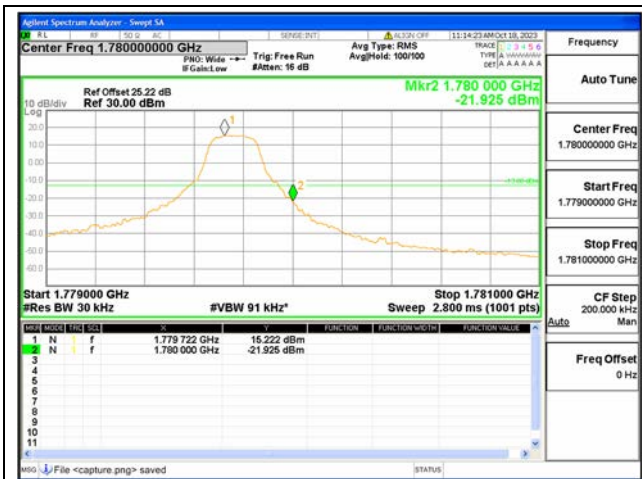 Agilent Spectrum Analyzer - Swept SA
RL RF 50 Ω AC SENSE:INT ALIGN OFF 11:14:23 AM Oct 18, 2023
Center Freq 1.780000000 GHz
PNO: Wide
IFGain:Low
Trig: Free Run
#Atten: 16 dB
Avg Type: RMS
Avg|Hold: 100/100
TRACE 1 2 3 4 5 6
TYPE A
DET A A A A A A
Ref Offset 25.22 dB
10 dB/div Ref 30.00 dBm
Log
Mkr2 1.780 000 GHz
-21.925 dBm
20.0
10.0
0.00
-10.0
-20.0
-30.0
-40.0
-50.0
-60.0
1
2
Start 1.779000 GHz Stop 1.781000 GHz
#Res BW 30 kHz #VBW 91 kHz* Sweep 2.800 ms (1001 pts)
MKR MODE TRC SCL X Y FUNCTION FUNCTION WIDTH FUNCTION VALUE
1 N 1 f 1.779 722 GHz 15.222 dBm
2 N 1 f 1.780 000 GHz -21.925 dBm
3
4
5
6
7
8
9
10
11
MSG File <capture.png> saved STATUS
Frequency
Auto Tune
Center Freq
1.780000000 GHz
Start Freq
1.779000000 GHz
Stop Freq
1.781000000 GHz
CF Step
200.000 kHz
Auto Man
Freq Offset
0 Hz